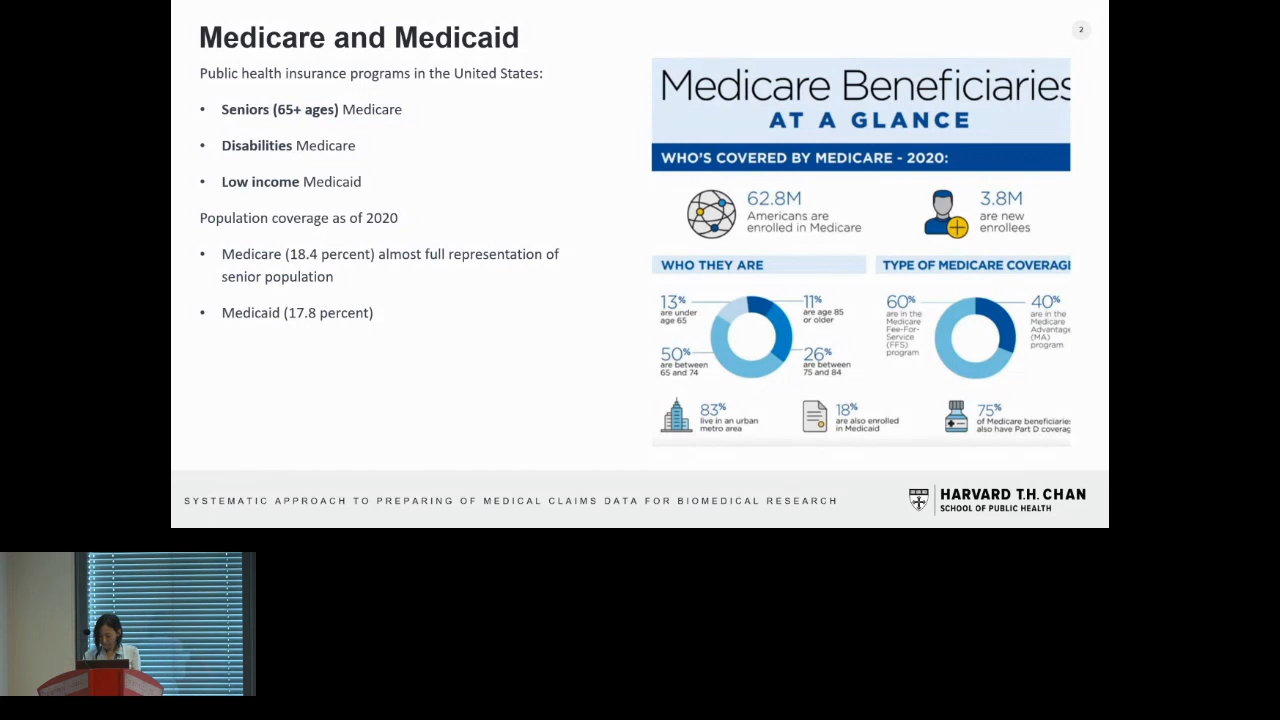 Medicare and Medicaid
2
Public health insurance programs in the United States:
• Seniors (65+ ages) Medicare
• Disabilities Medicare
• Low income Medicaid
Population coverage as of 2020
• Medicare (18.4 percent) almost full representation of
senior population
• Medicaid (17.8 percent)
Medicare Beneficiaries
AT A GLANCE
WHO'S COVERED BY MEDICARE - 2020:
62.8M
Americans are
enrolled in Medicare
3.8M
are new
enrollees
WHO THEY ARE
13%
are under
age 65
11%
are age 85
or older
50%
are between
65 and 74
26%
are between
75 and 84
TYPE OF MEDICARE COVERAG
60%
are in the
Medicare
Fee-For-
Service
(FFS)
program
40%
are in the
Medicare
Advantage
(MA)
program
83%
live in an urban
metro area
18%
are also enrolled
in Medicaid
75%
of Medicare beneficiaries
also have Part D coverag
SYSTEMATIC APPROACH TO PREPARING OF MEDICAL CLAIMS DATA FOR BIOMEDICAL RESEARCH
HARVARD T.H. CHAN
SCHOOL OF PUBLIC HEALTH